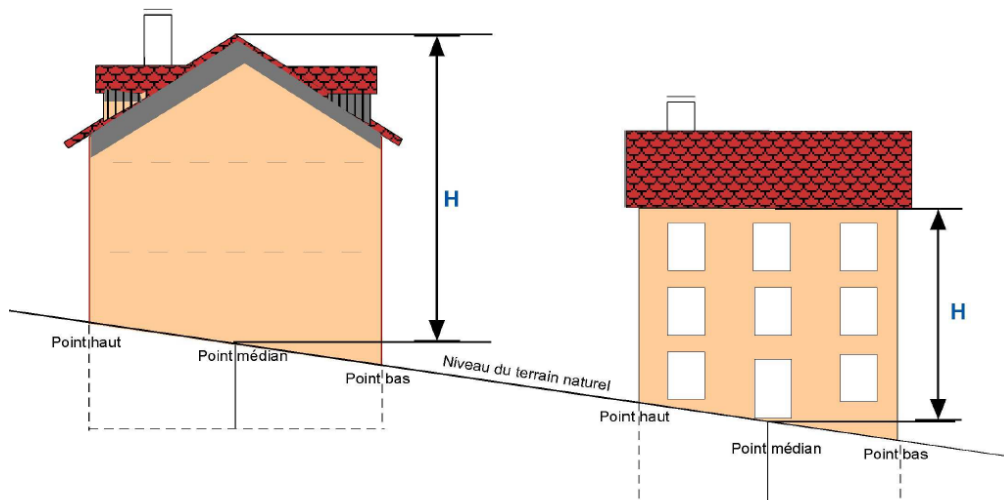 H
Point haut
Point médian
Point bas
Niveau du terrain naturel
H
Point haut
Point médian
Point bas